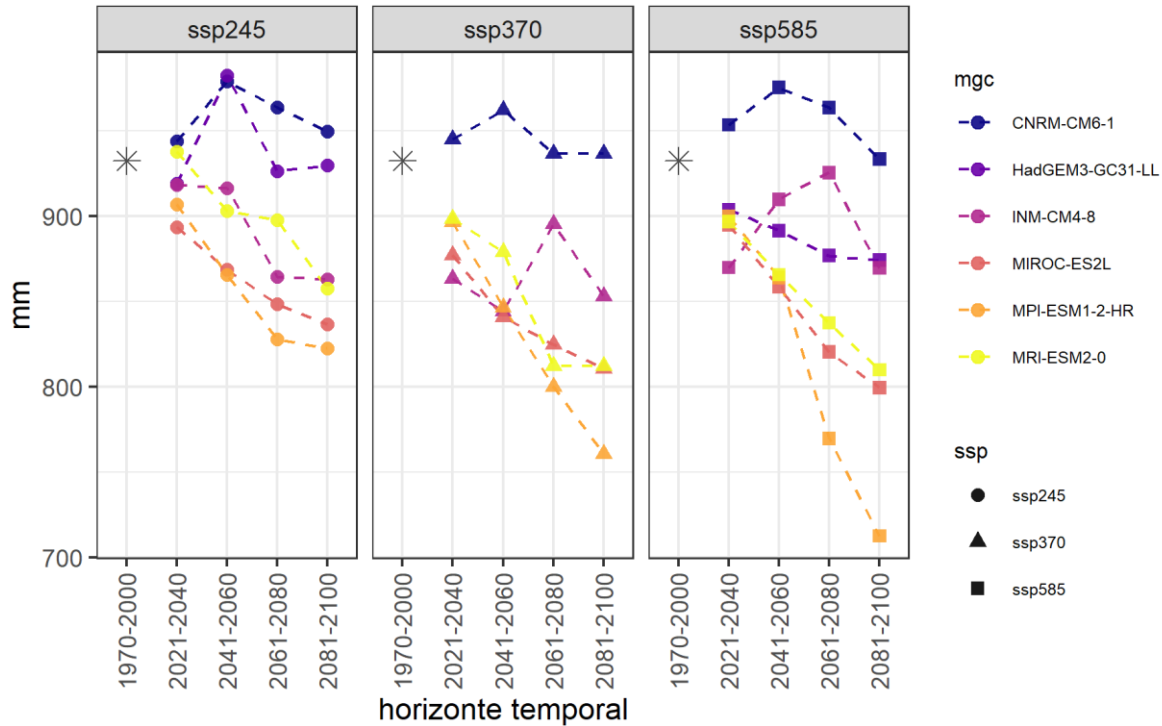 ssp245
ssp370
ssp585
mm
900
800
700
1970-2000
2021-2040
2041-2060
2061-2080
2081-2100
1970-2000
2021-2040
2041-2060
2061-2080
2081-2100
1970-2000
2021-2040
2041-2060
2061-2080
2081-2100
horizonte temporal
mgc
CNRM-CM6-1
HadGEM3-GC31-LL
INM-CM4-8
MIROC-ES2L
MPI-ESM1-2-HR
MRI-ESM2-0
ssp
ssp245
ssp370
ssp585